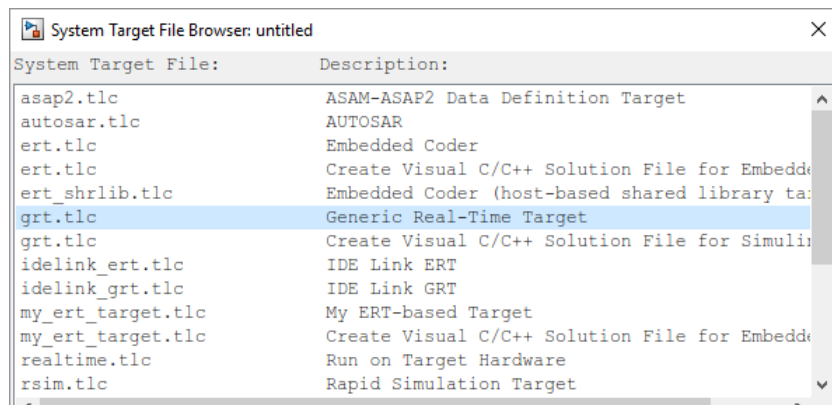 System Target File Browser: untitled
System Target File: Description:
asap2.tlc ASAM-ASAP2 Data Definition Target
autosar.tlc AUTOSAR
ert.tlc Embedded Coder
ert.tlc Create Visual C/C++ Solution File for Embedde
ert_shrlib.tlc Embedded Coder (host-based shared library ta
grt.tlc Generic Real-Time Target
grt.tlc Create Visual C/C++ Solution File for Simulin
idelink_ert.tlc IDE Link ERT
idelink_grt.tlc IDE Link GRT
my_ert_target.tlc My ERT-based Target
my_ert_target.tlc Create Visual C/C++ Solution File for Embedde
realtime.tlc Run on Target Hardware
rsim.tlc Rapid Simulation Target